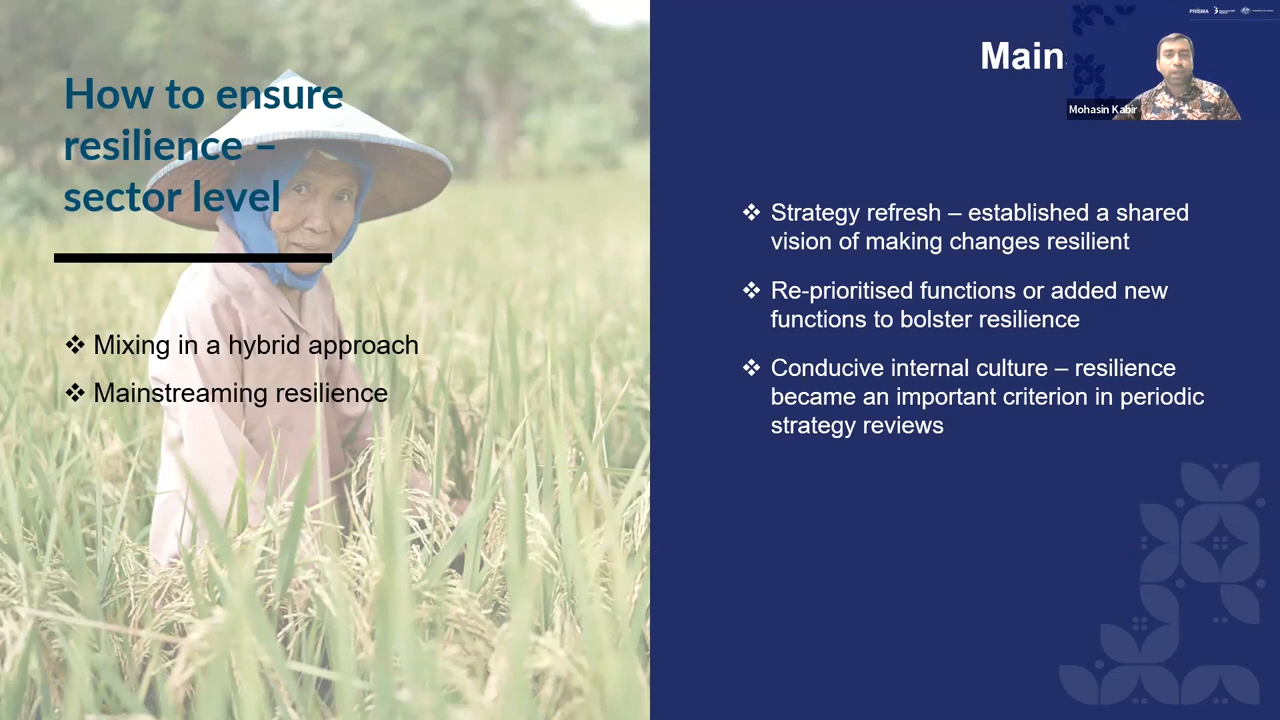 How to ensure
resilience –
sector level
❖ Mixing in a hybrid approach
❖ Mainstreaming resilience
Main
❖ Strategy refresh – established a shared
vision of making changes resilient
❖ Re-prioritised functions or added new
functions to bolster resilience
❖ Conducive internal culture – resilience
became an important criterion in periodic
strategy reviews
PRISMA
Mohasin Kabir